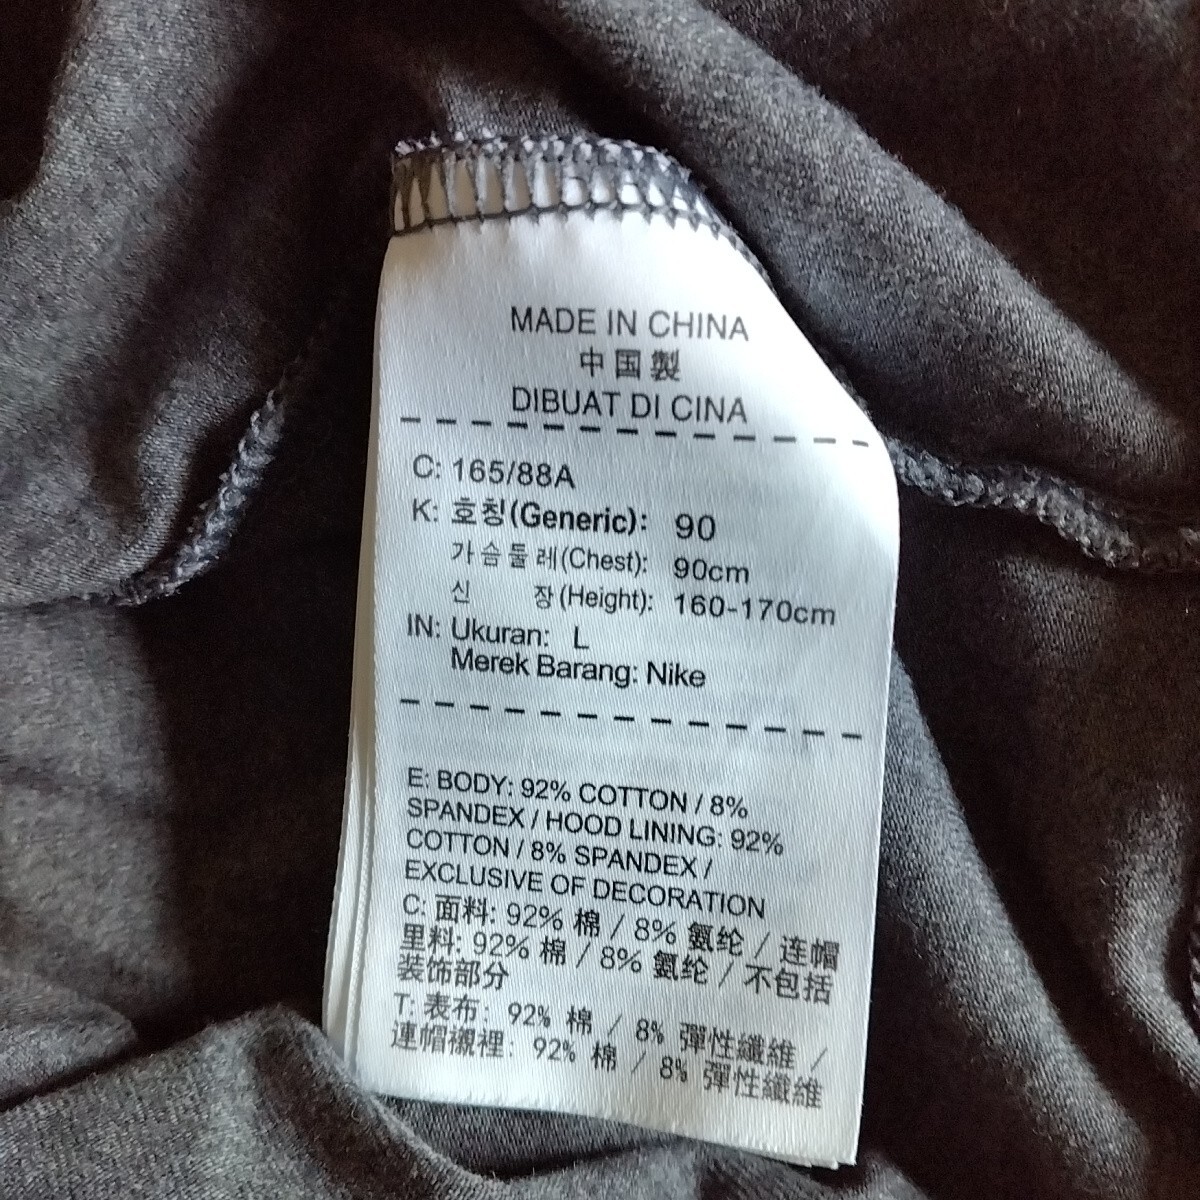 MADE IN CHINA
中国製
DIBUAT DI CINA
C: 165/88A
K: 호칭(Generic): 90
가슴둘레(Chest): 90cm
신 장(Height): 160-170cm
IN: Ukuran: L
Merek Barang: Nike
E: BODY: 92% COTTON / 8%
SPANDEX / HOOD LINING: 92%
COTTON / 8% SPANDEX /
EXCLUSIVE OF DECORATION
C: 面料: 92% 棉 / 8% 氨纶 / 连帽
里料: 92% 棉 / 8% 氨纶 / 不包括
装饰部分
T: 表布: 92% 棉 / 8% 彈性纖維 /
連帽襯裡: 92% 棉 / 8% 彈性纖維